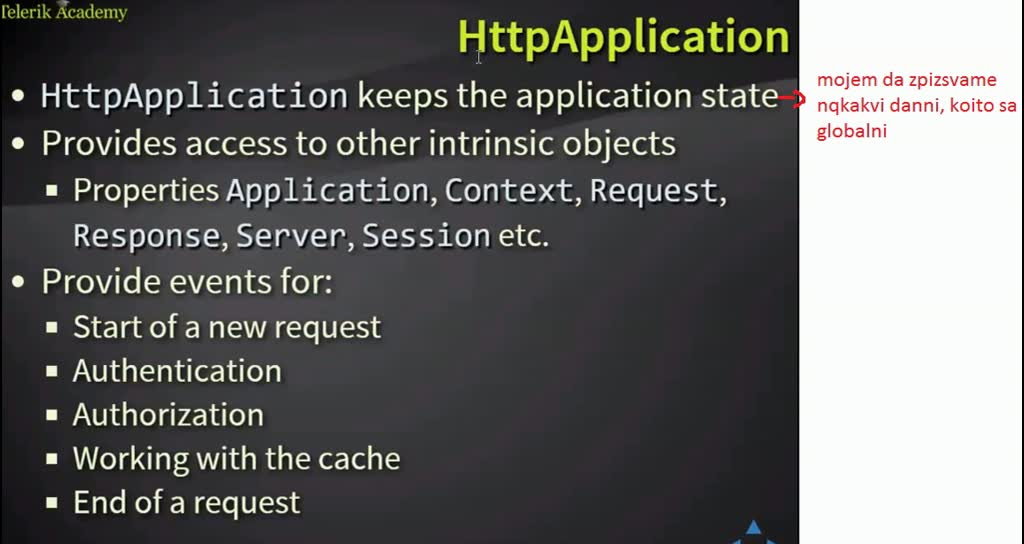 Telerik Academy
HttpApplication
• HttpApplication keeps the application state
mojem da zpizsvame
nqkakvi danni, koito sa
globalni
• Provides access to other intrinsic objects
▪ Properties Application, Context, Request,
Response, Server, Session etc.
• Provide events for:
▪ Start of a new request
▪ Authentication
▪ Authorization
▪ Working with the cache
▪ End of a request